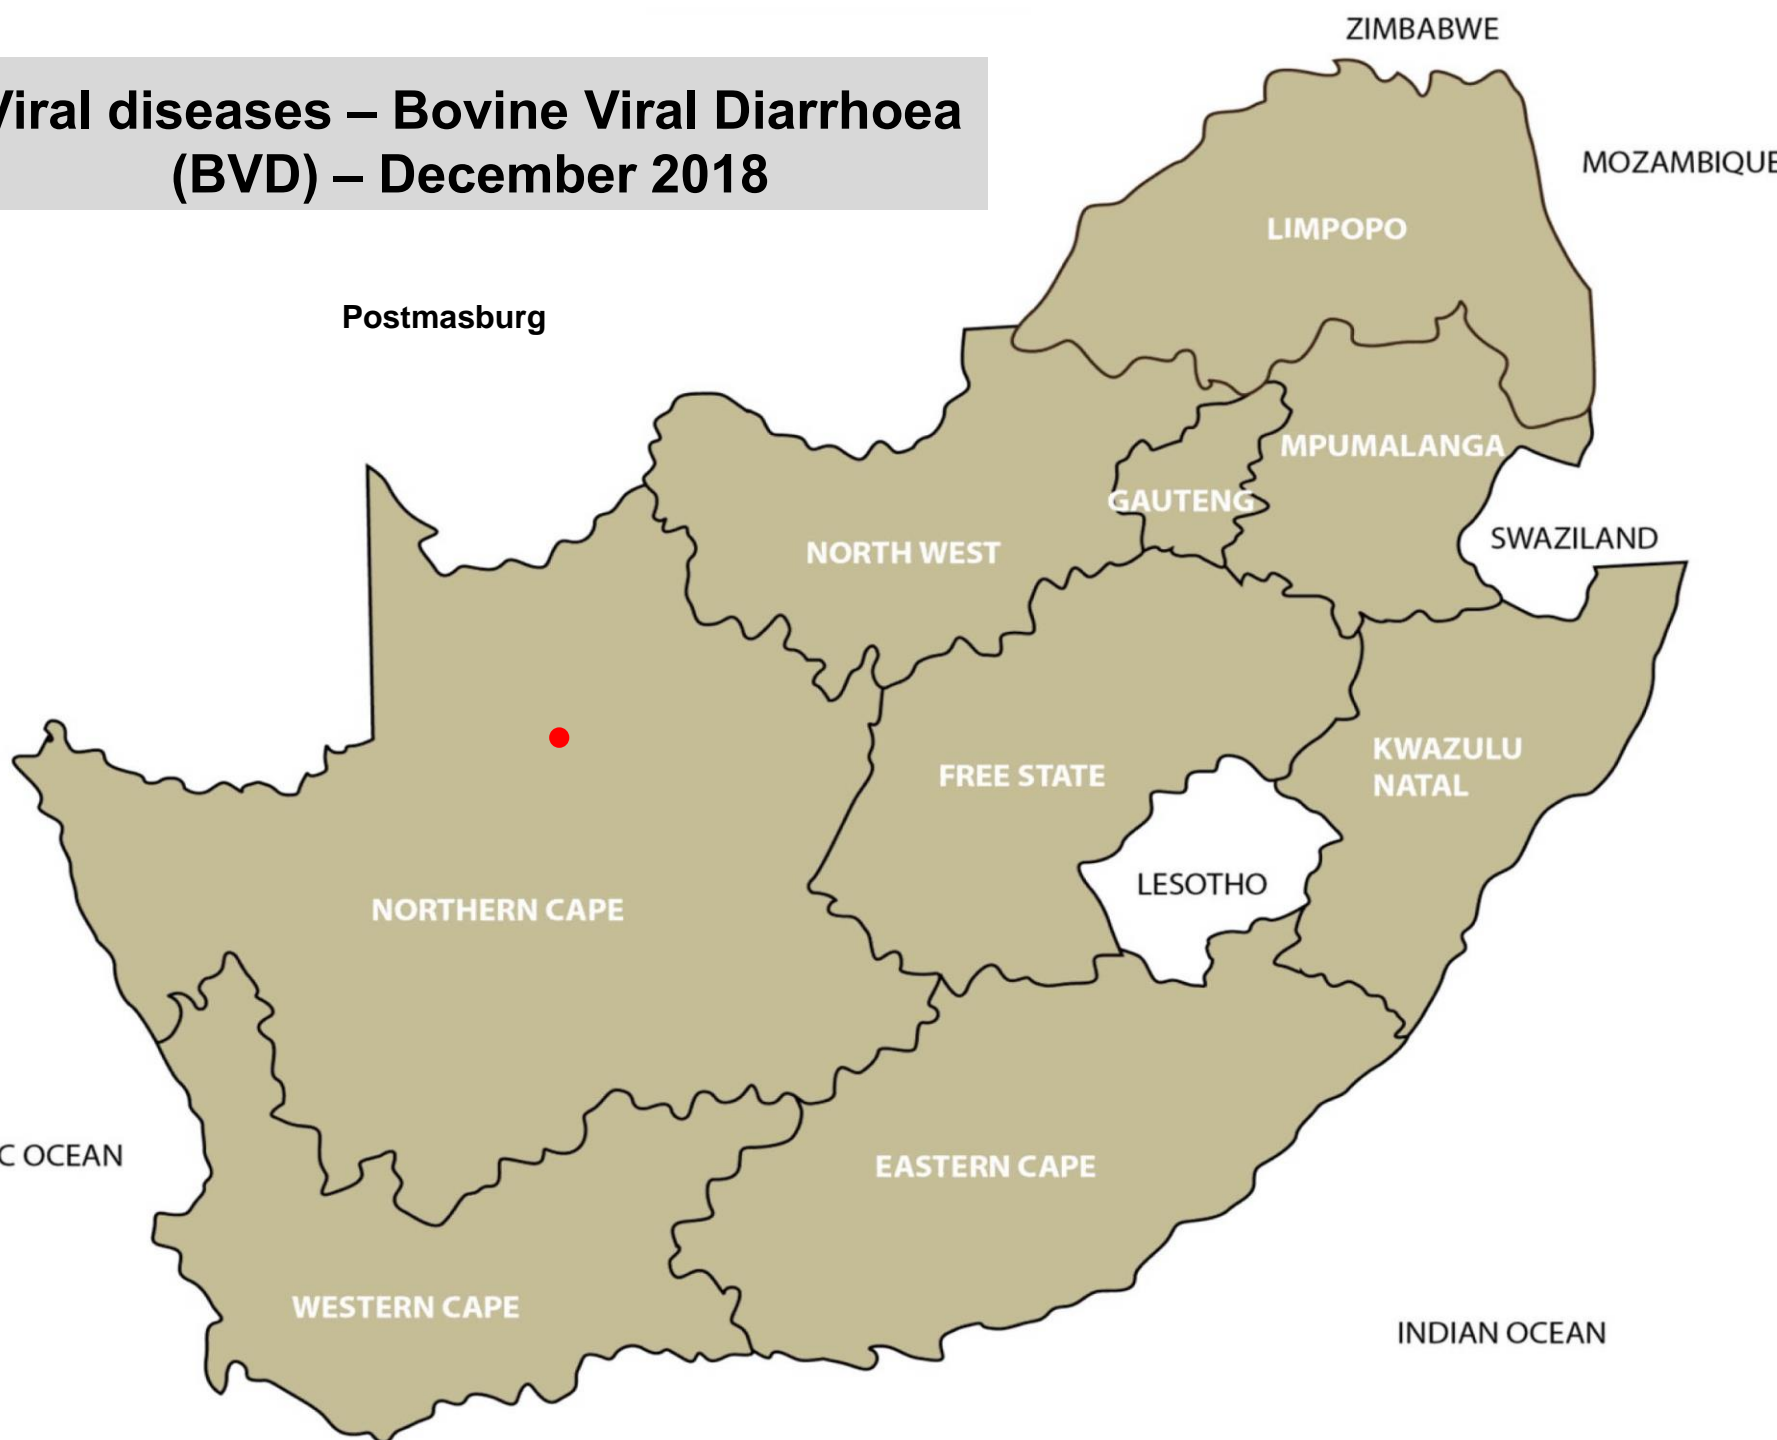 ZIMBABWE
Viral diseases – Bovine Viral Diarrhoea
(BVD) – December 2018
MOZAMBIQUE
LIMPOPO
Postmasburg
MPUMALANGA
GAUTENG
SWAZILAND
NORTH WEST
KWAZULU
NATAL
FREE STATE
LESOTHO
NORTHERN CAPE
C OCEAN
EASTERN CAPE
WESTERN CAPE
INDIAN OCEAN